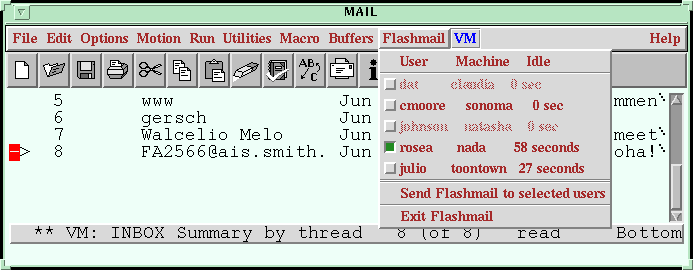 MAIL
File Edit Options Motion Run Utilities Macro Buffers Flashmail VM Help
User Machine Idle
dat claudia 0 sec
cmoore sonoma 0 sec
johnson natasha 0 sec
rosea nada 58 seconds
julio toontown 27 seconds
Send Flashmail to selected users
Exit Flashmail
ABC
5 www Jun mmen\
6 gersch Jun
7 Walcelio Melo Jun meet\
-> 8 FA2566@ais.smith. Jun oha!\
** VM: INBOX Summary by thread 8 (of 8) read Bottom